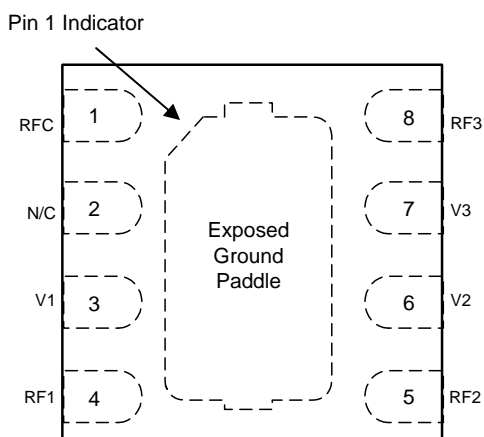 Pin 1 Indicator
RFC 1
8 RF3
N/C 2
7 V3
Exposed
Ground
Paddle
V1 3
6 V2
RF1 4
5 RF2